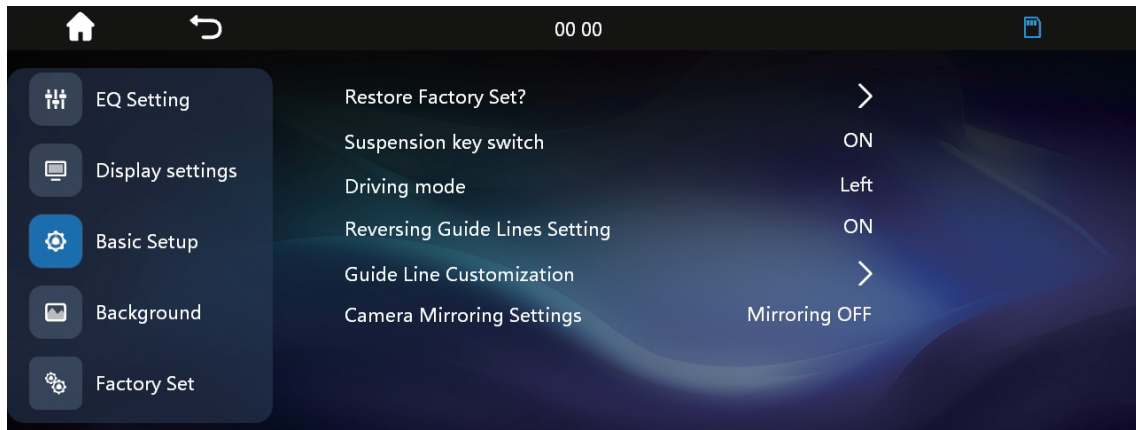 00 00
EQ Setting
Display settings
Basic Setup
Background
Factory Set
Restore Factory Set?
Suspension key switch ON
Driving mode Left
Reversing Guide Lines Setting ON
Guide Line Customization
Camera Mirroring Settings Mirroring OFF